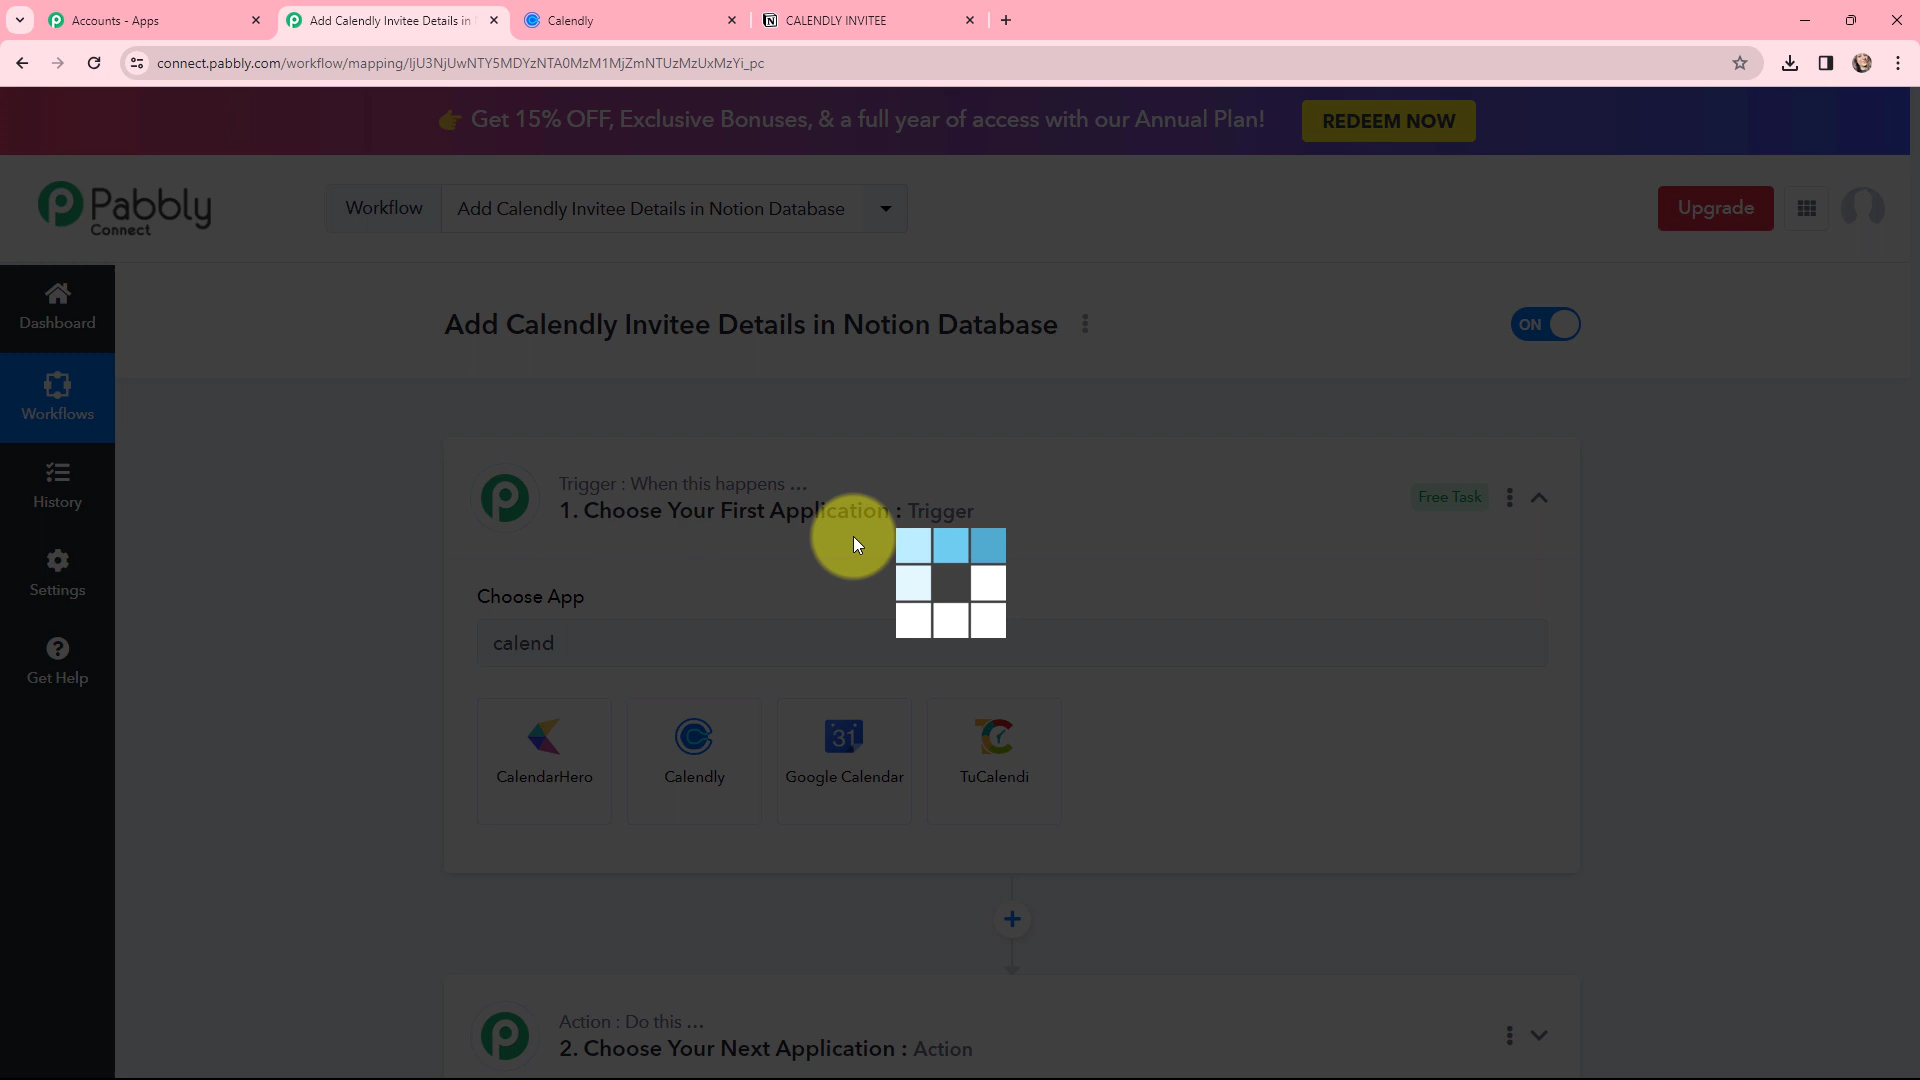 Accounts - Apps
Add Calendly Invitee Details in
Calendly
CALENDLY INVITEE
connect.pabbly.com/workflow/mapping/IjU3NjUwNTY5MDYzNTA0MzM1MjZmNTUzMzUxMzYi_pc
👉 Get 15% OFF, Exclusive Bonuses, & a full year of access with our Annual Plan!
REDEEM NOW
Pabbly
Connect
Workflow
Add Calendly Invitee Details in Notion Database
Upgrade
Dashboard
Workflows
History
Settings
Get Help
Add Calendly Invitee Details in Notion Database
ON
Trigger : When this happens ...
1. Choose Your First Application : Trigger
Free Task
Choose App
calend
CalendarHero
Calendly
31
Google Calendar
TuCalendi
Action : Do this ...
2. Choose Your Next Application : Action